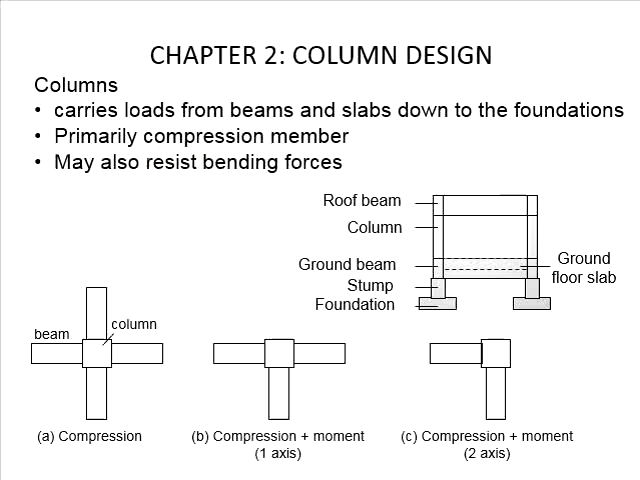 CHAPTER 2: COLUMN DESIGN
Columns
• carries loads from beams and slabs down to the foundations
• Primarily compression member
• May also resist bending forces
Roof beam
Column
Ground beam
Stump
Foundation
Ground
floor slab
beam
column
(a) Compression
(b) Compression + moment
(1 axis)
(c) Compression + moment
(2 axis)